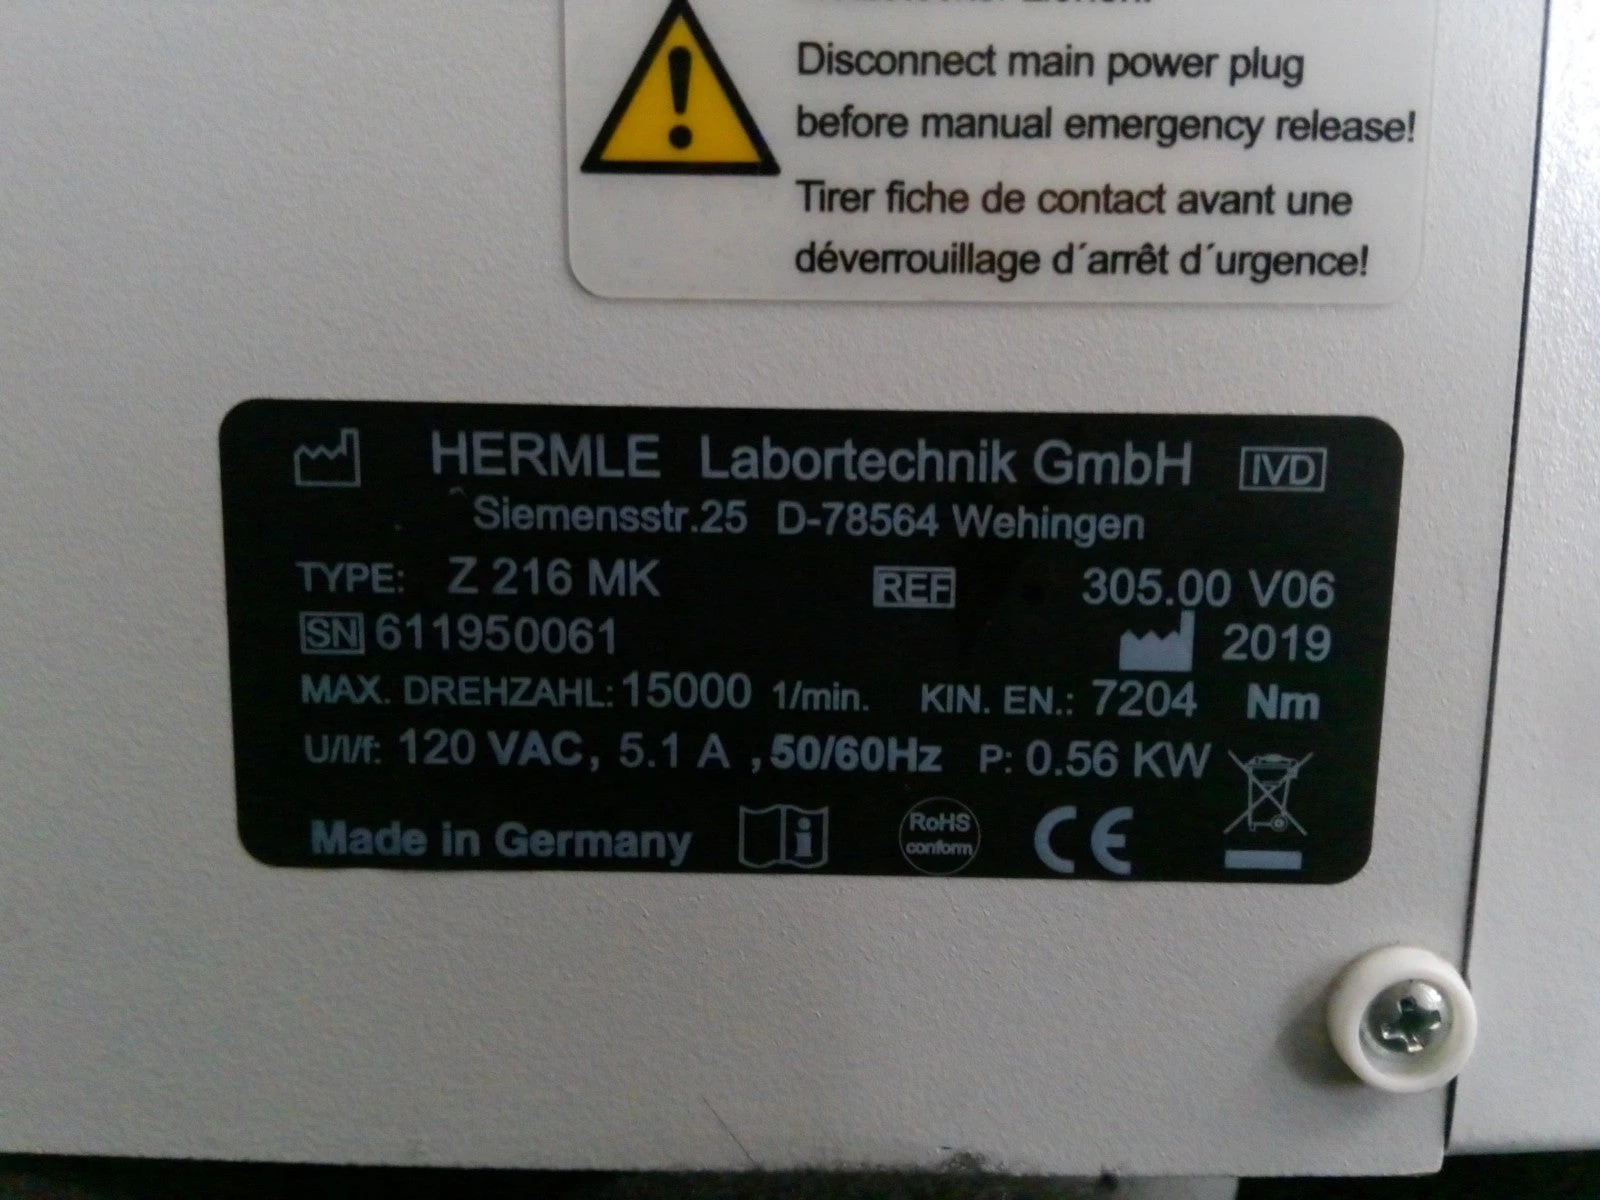 Disconnect main power plug
before manual emergency release!
Tirer fiche de contact avant une
déverrouillage d´arrêt d´urgence!
HERMLE Labortechnik GmbH IVD
Siemensstr.25 D-78564 Wehingen
TYPE: Z 216 MK REF 305.00 V06
SN 611950061 2019
MAX. DREHZAHL: 15000 1/min. KIN. EN.: 7204 Nm
U/I/f: 120 VAC, 5.1 A , 50/60Hz P: 0.56 KW
Made in Germany i RoHS conform CE